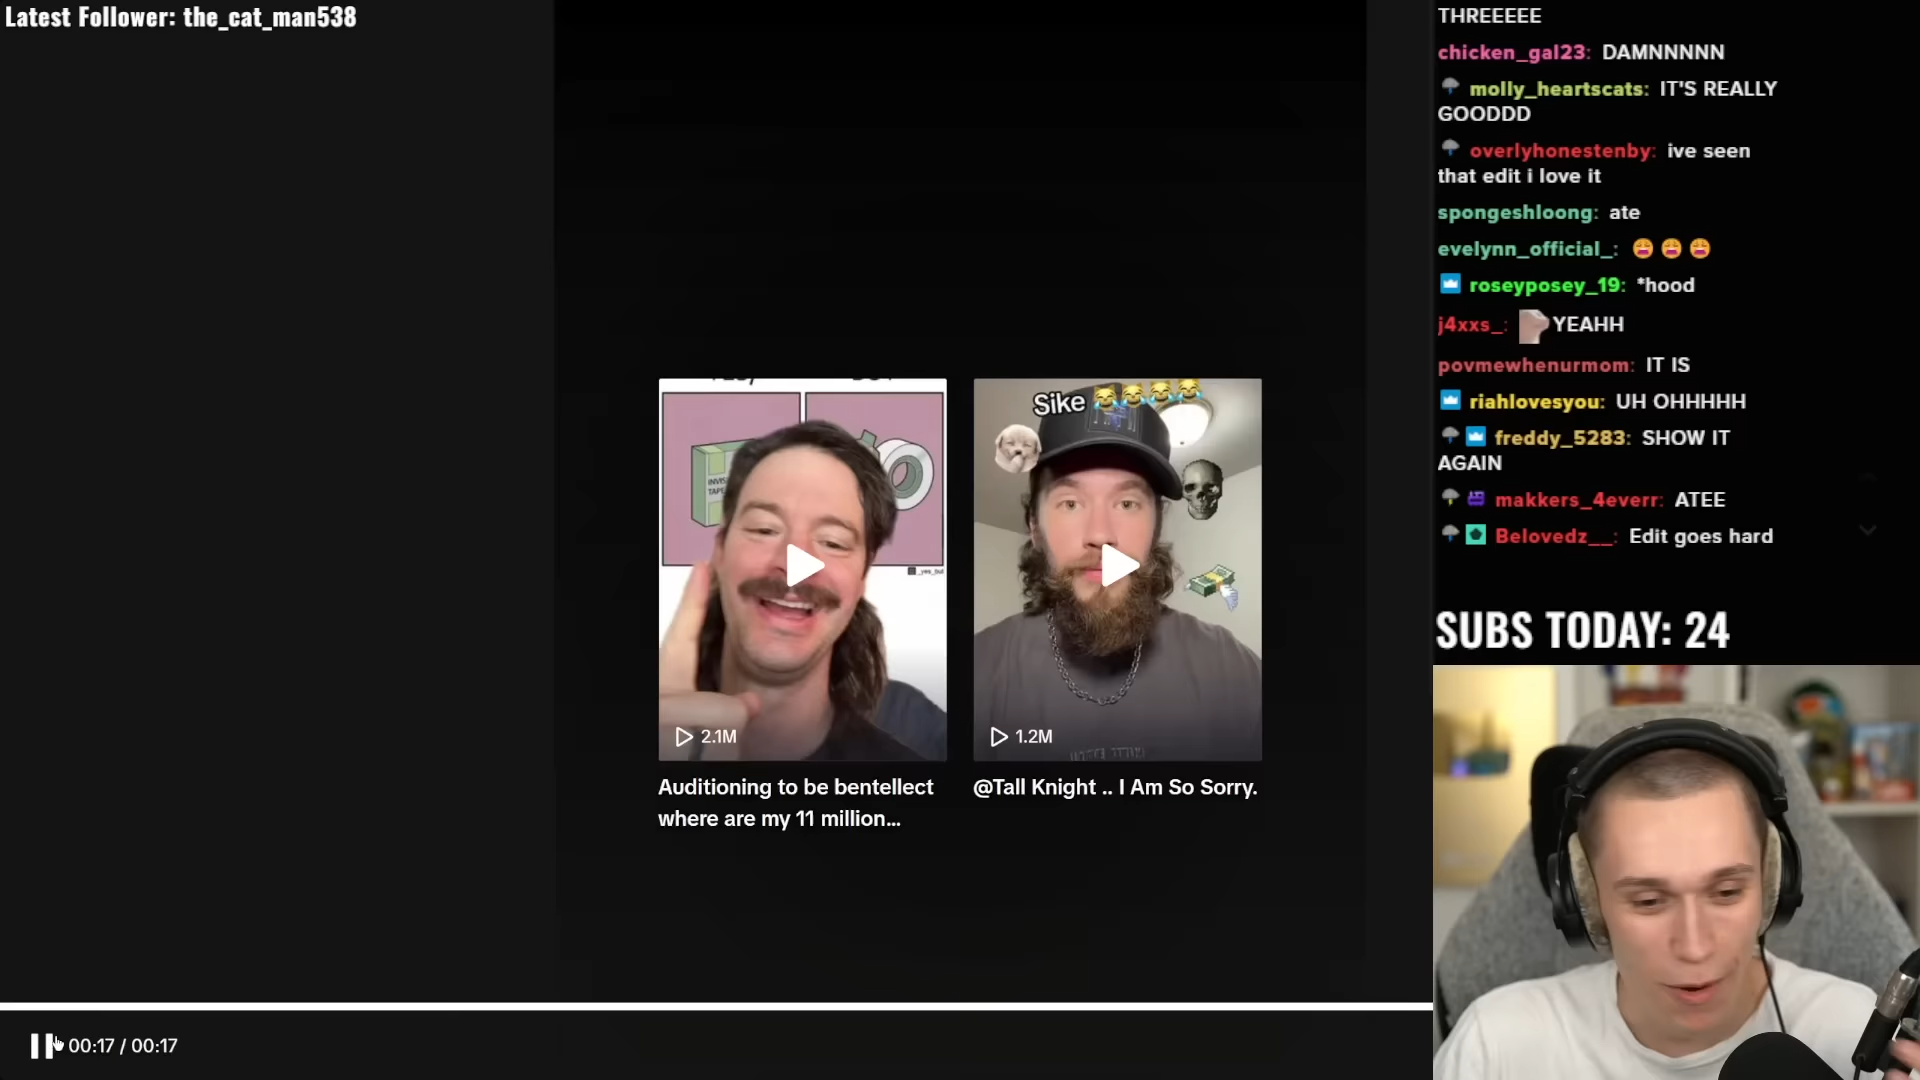 Latest Follower: the_cat_man538
THREEEEE
chicken_gal23: DAMNNNNN
molly_heartscats: IT'S REALLY
GOODDD
overlyhonestenby: ive seen
that edit i love it
spongeshloong: ate
evelynn_official_: 😩😩😩
roseyposey_19: *hood
j4xxs_: YEAHH
povmewhenurmom: IT IS
riahlovesyou: UH OHHHHH
freddy_5283: SHOW IT
AGAIN
makkers_4everr: ATEE
Belovedz__: Edit goes hard
SUBS TODAY: 24
Sike 😹😹😹😹
2.1M
1.2M
Auditioning to be bentellect
where are my 11 million...
@Tall Knight .. I Am So Sorry.
00:17 / 00:17